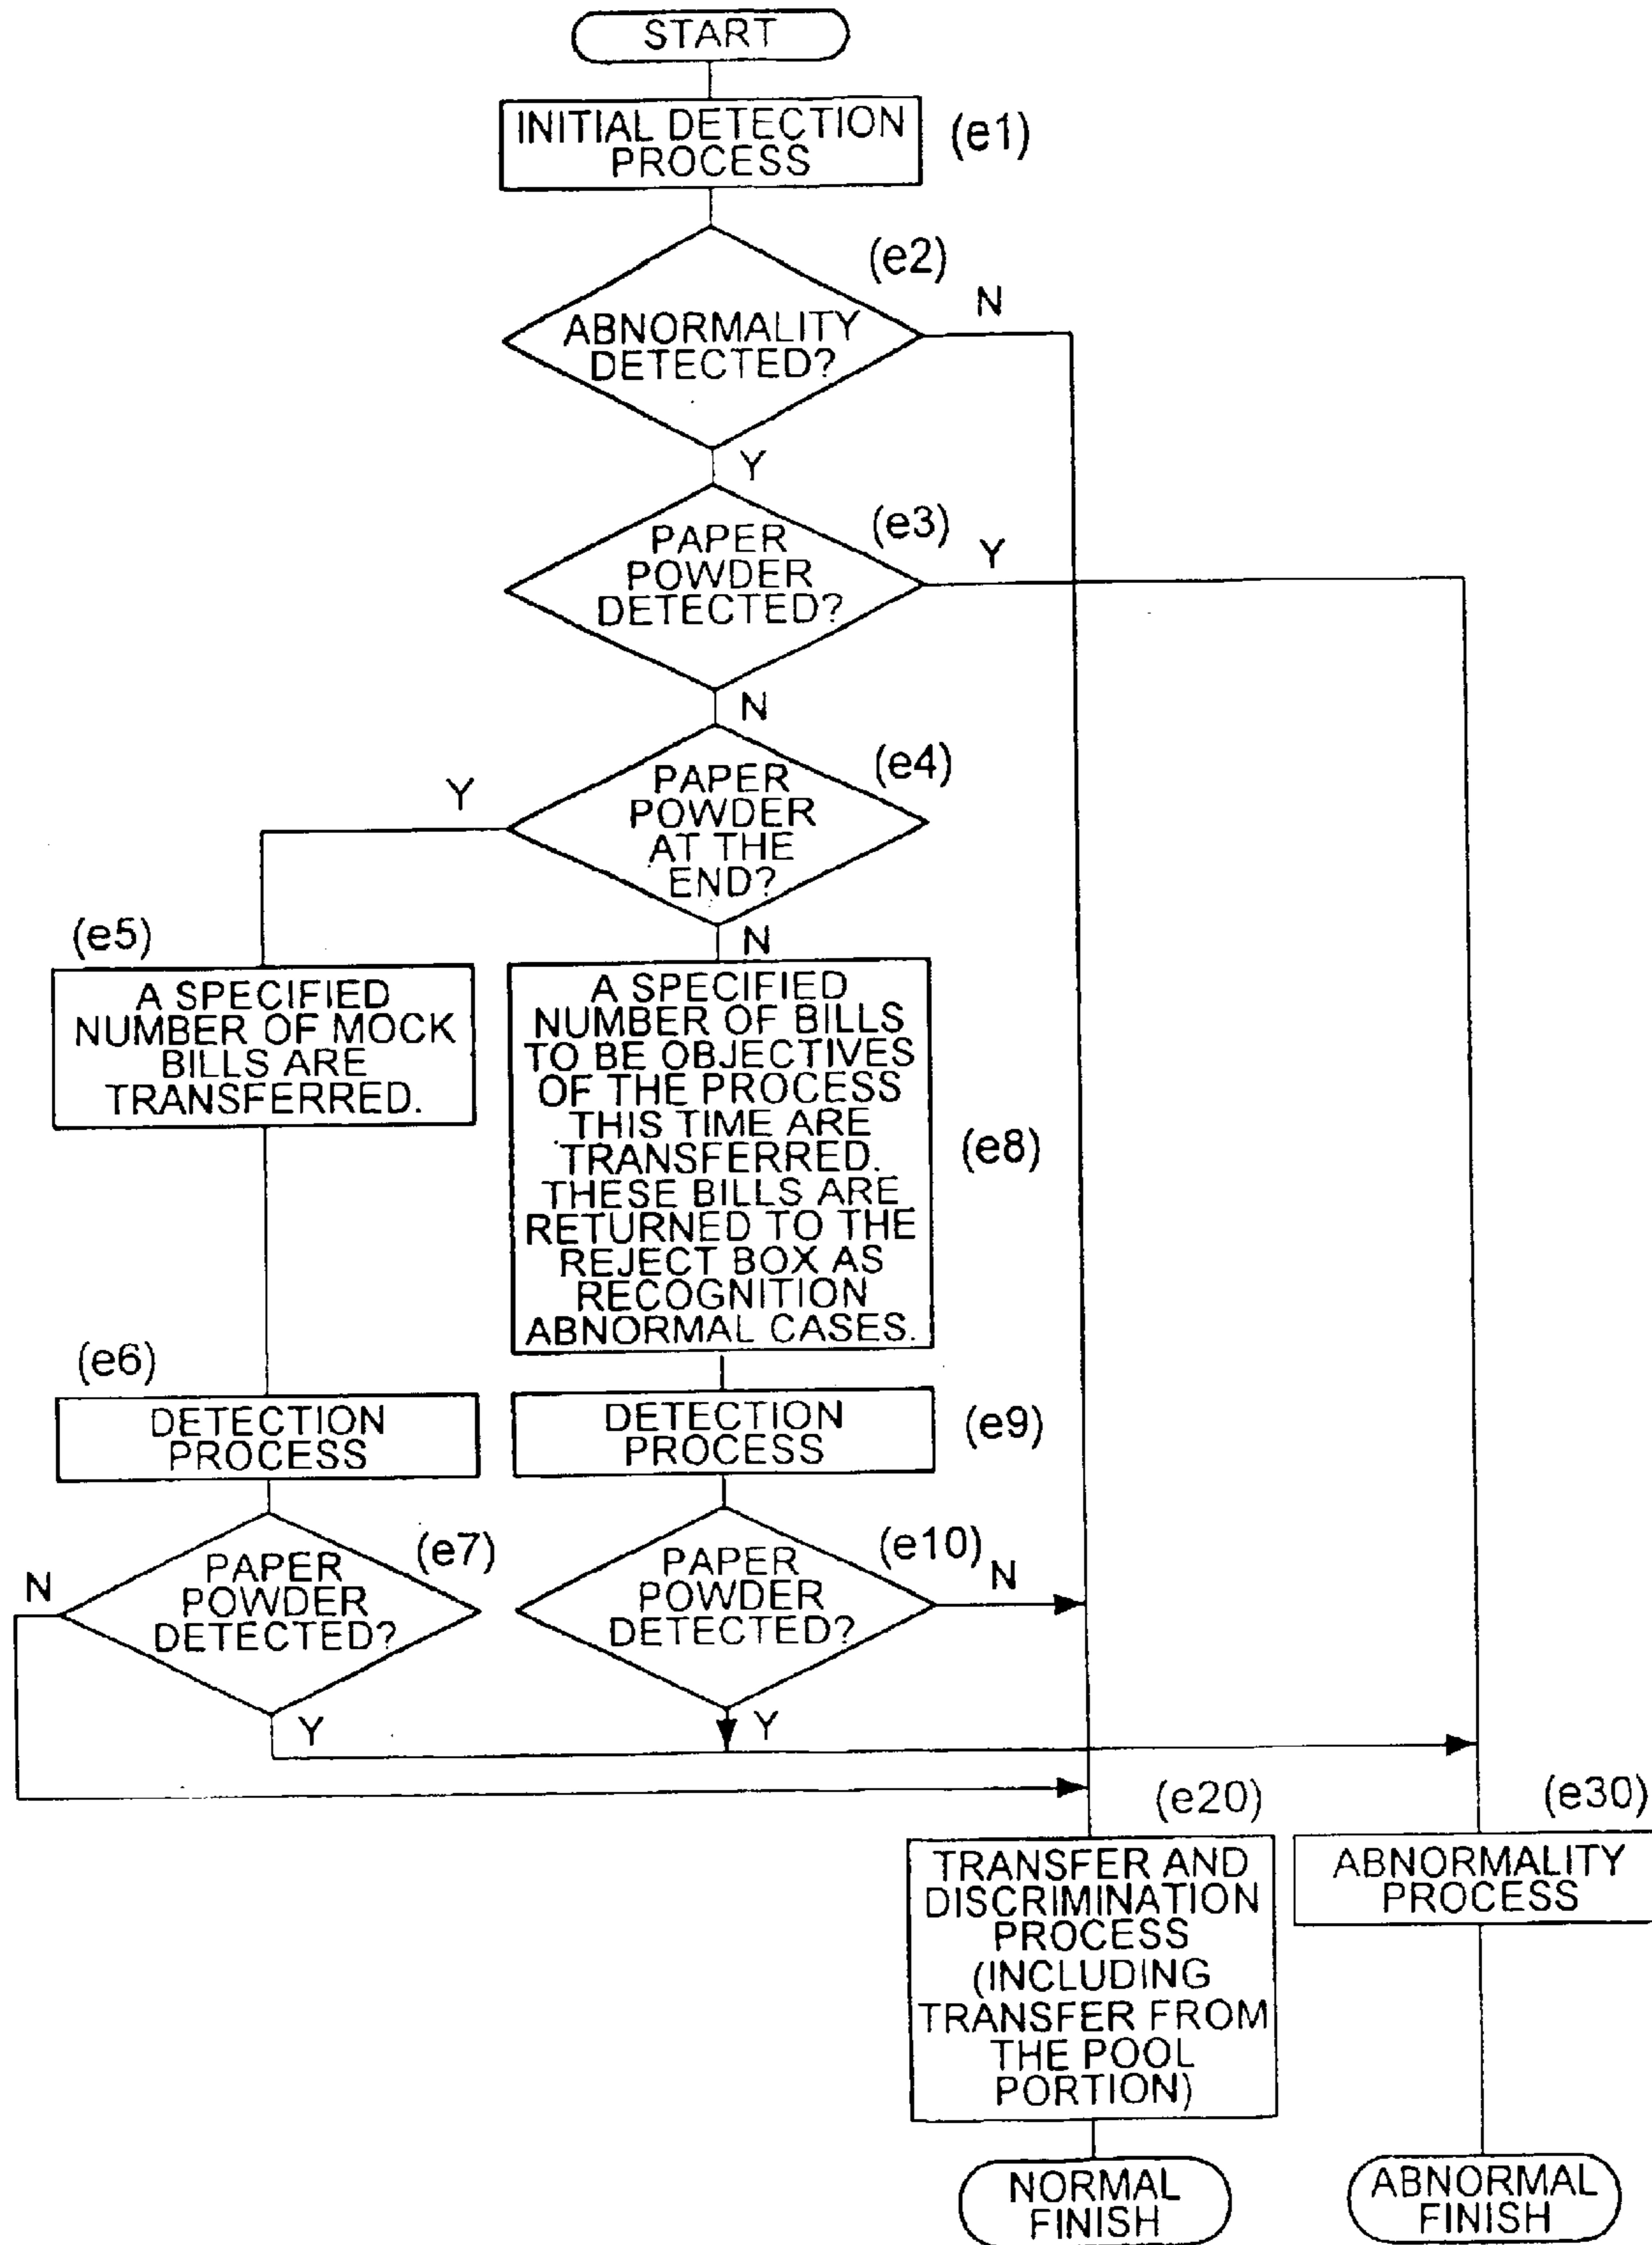 START
INITIAL DETECTION
PROCESS
(e1)
(e2)
N
ABNORMALITY
DETECTED?
Y
(e3)
Y
PAPER
POWDER
DETECTED?
N
(e4)
Y
PAPER
POWDER
AT THE
END?
N
(e5)
A SPECIFIED
NUMBER OF MOCK
BILLS ARE
TRANSFERRED.
A SPECIFIED
NUMBER OF BILLS
TO BE OBJECTIVES
OF THE PROCESS
THIS TIME ARE
TRANSFERRED.
THESE BILLS ARE
RETURNED TO THE
REJECT BOX AS
RECOGNITION
ABNORMAL CASES.
(e8)
(e6)
DETECTION
PROCESS
DETECTION
PROCESS
(e9)
(e7)
N
PAPER
POWDER
DETECTED?
Y
(e10)
N
PAPER
POWDER
DETECTED?
Y
(e20)
TRANSFER AND
DISCRIMINATION
PROCESS
(INCLUDING
TRANSFER FROM
THE POOL
PORTION)
(e30)
ABNORMALITY
PROCESS
NORMAL
FINISH
ABNORMAL
FINISH